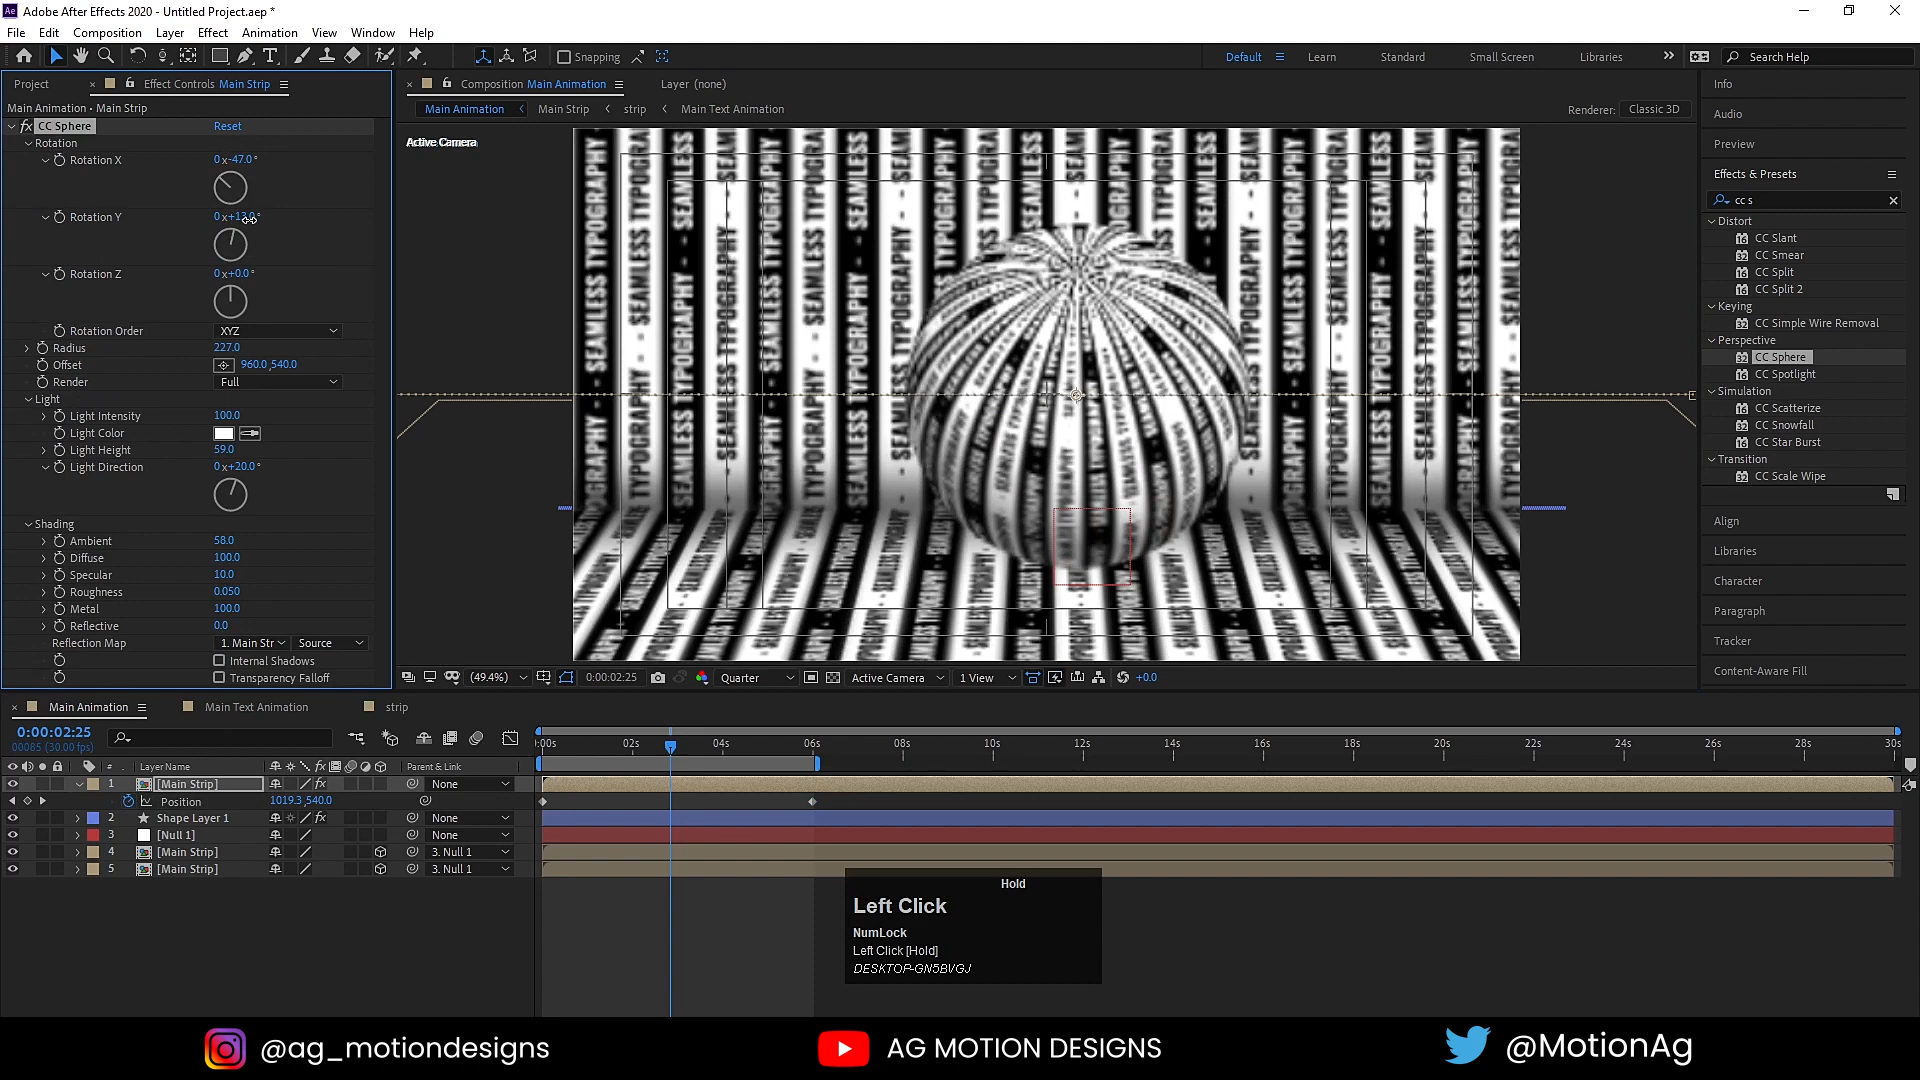 Adobe After Effects 2020 - Untitled Project.aep *
File Edit Composition Layer Effect Animation View Window Help
Snapping
Default Learn Standard Small Screen Libraries Search Help
Project Effect Controls Main Strip
Main Animation • Main Strip
fx CC Sphere Reset
Rotation
Rotation X 0 x-47.0°
Rotation Y
Rotation Z 0 x+0.0°
Rotation Order XYZ
Radius 227.0
Offset 960.0, 540.0
Render Full
Light
Light Intensity 100.0
Light Color
Light Height 59.0
Light Direction 0 x+20.0°
Shading
Ambient 58.0
Diffuse 100.0
Specular 10.0
Roughness 0.050
Metal 100.0
Reflective 0.0
Reflection Map 1. Main Str Source
Internal Shadows
Transparency Falloff
Composition Main Animation Layer (none)
Main Animation Main Strip strip Main Text Animation
Renderer: Classic 3D
Active Camera
SEAMLESS TYPOGRAPHY - SEAMLESS TYPOGRAPHY
(49.4%) 0:00:02:25 Quarter Active Camera 1 View +0.0
Info
Audio
Preview
Effects & Presets
cc s
Distort
CC Slant
CC Smear
CC Split
CC Split 2
Keying
CC Simple Wire Removal
Perspective
CC Sphere
CC Spotlight
Simulation
CC Scatterize
CC Snowfall
CC Star Burst
Transition
CC Scale Wipe
Align
Libraries
Character
Paragraph
Tracker
Content-Aware Fill
Main Animation Main Text Animation strip
0:00:02:25
00085 (30.00 fps)
# Layer Name Parent & Link
:00s 02s 04s 06s 08s 10s 12s 14s 16s 18s 20s 22s 24s 26s 28s 30s
1 [Main Strip] None
Position 1019.3, 540.0
2 Shape Layer 1 None
3 [Null 1] None
4 [Main Strip] 3. Null 1
5 [Main Strip] 3. Null 1
Hold
Left Click
NumLock
Left Click [Hold]
DESKTOP-GN5BVGJ
@ag_motiondesigns AG MOTION DESIGNS @MotionAg